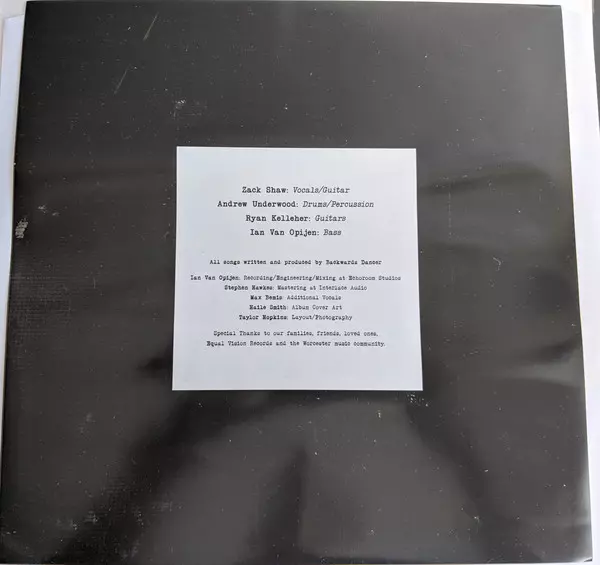 Zack Shaw: Vocals/Guitar
Andrew Underwood: Drums/Percussion
Ryan Kelleher: Guitars
Ian Van Opijen: Bass
All songs written and produced by Backwards Dancer
Ian Van Opijen: Recording/Engineering/Mixing at Echoroom Studios
Stephen Hawkes: Mastering at Interlace Audio
Max Bemis: Additional Vocals
Haile Smith: Album Cover Art
Taylor Hopkins: Layout/Photography
Special Thanks to our families, friends, loved ones,
Equal Vision Records and the Worcester music community.